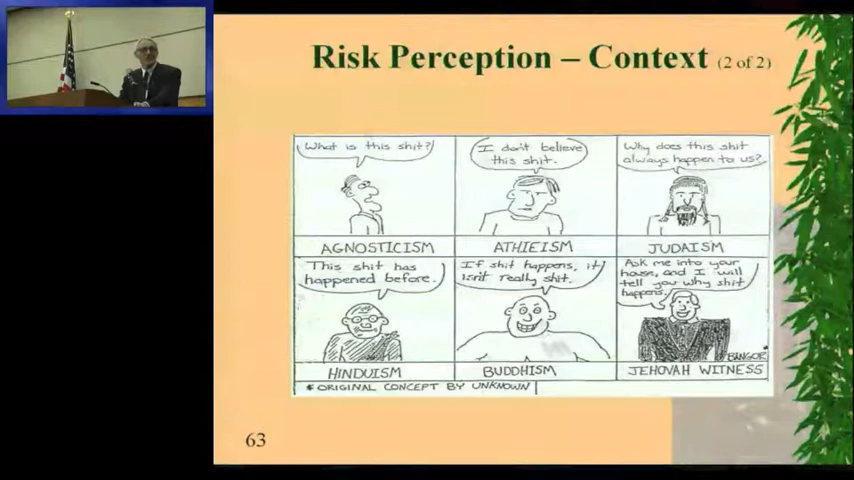 Risk Perception – Context (2 of 2)
What is this shit?
AGNOSTICISM
I don't believe
this shit.
ATHIEISM
Why does this shit
always happen to us?
JUDAISM
This shit has
happened before.
HINDUISM
If shit happens, it
isn't really shit.
BUDDHISM
Ask me into your
house, and I will
tell you why shit
happens.
BANGOR
JEHOVAH WITNESS
* ORIGINAL CONCEPT BY UNKNOWN
63